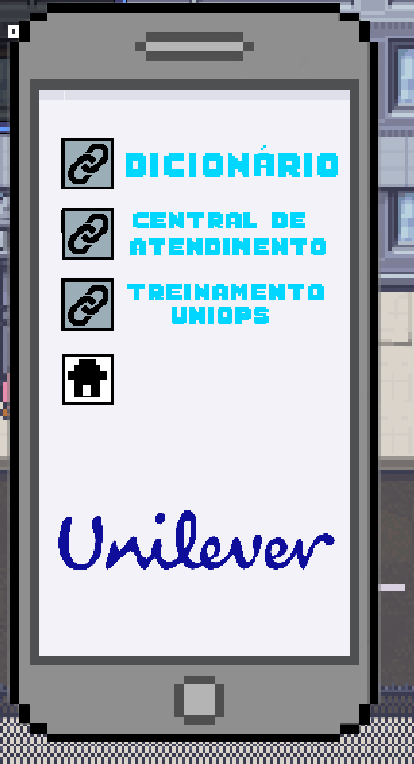 DICIONÁRIO
CENTRAL DE
ATENDIMENTO
TREINAMENTO
UNIOPS
Unilever